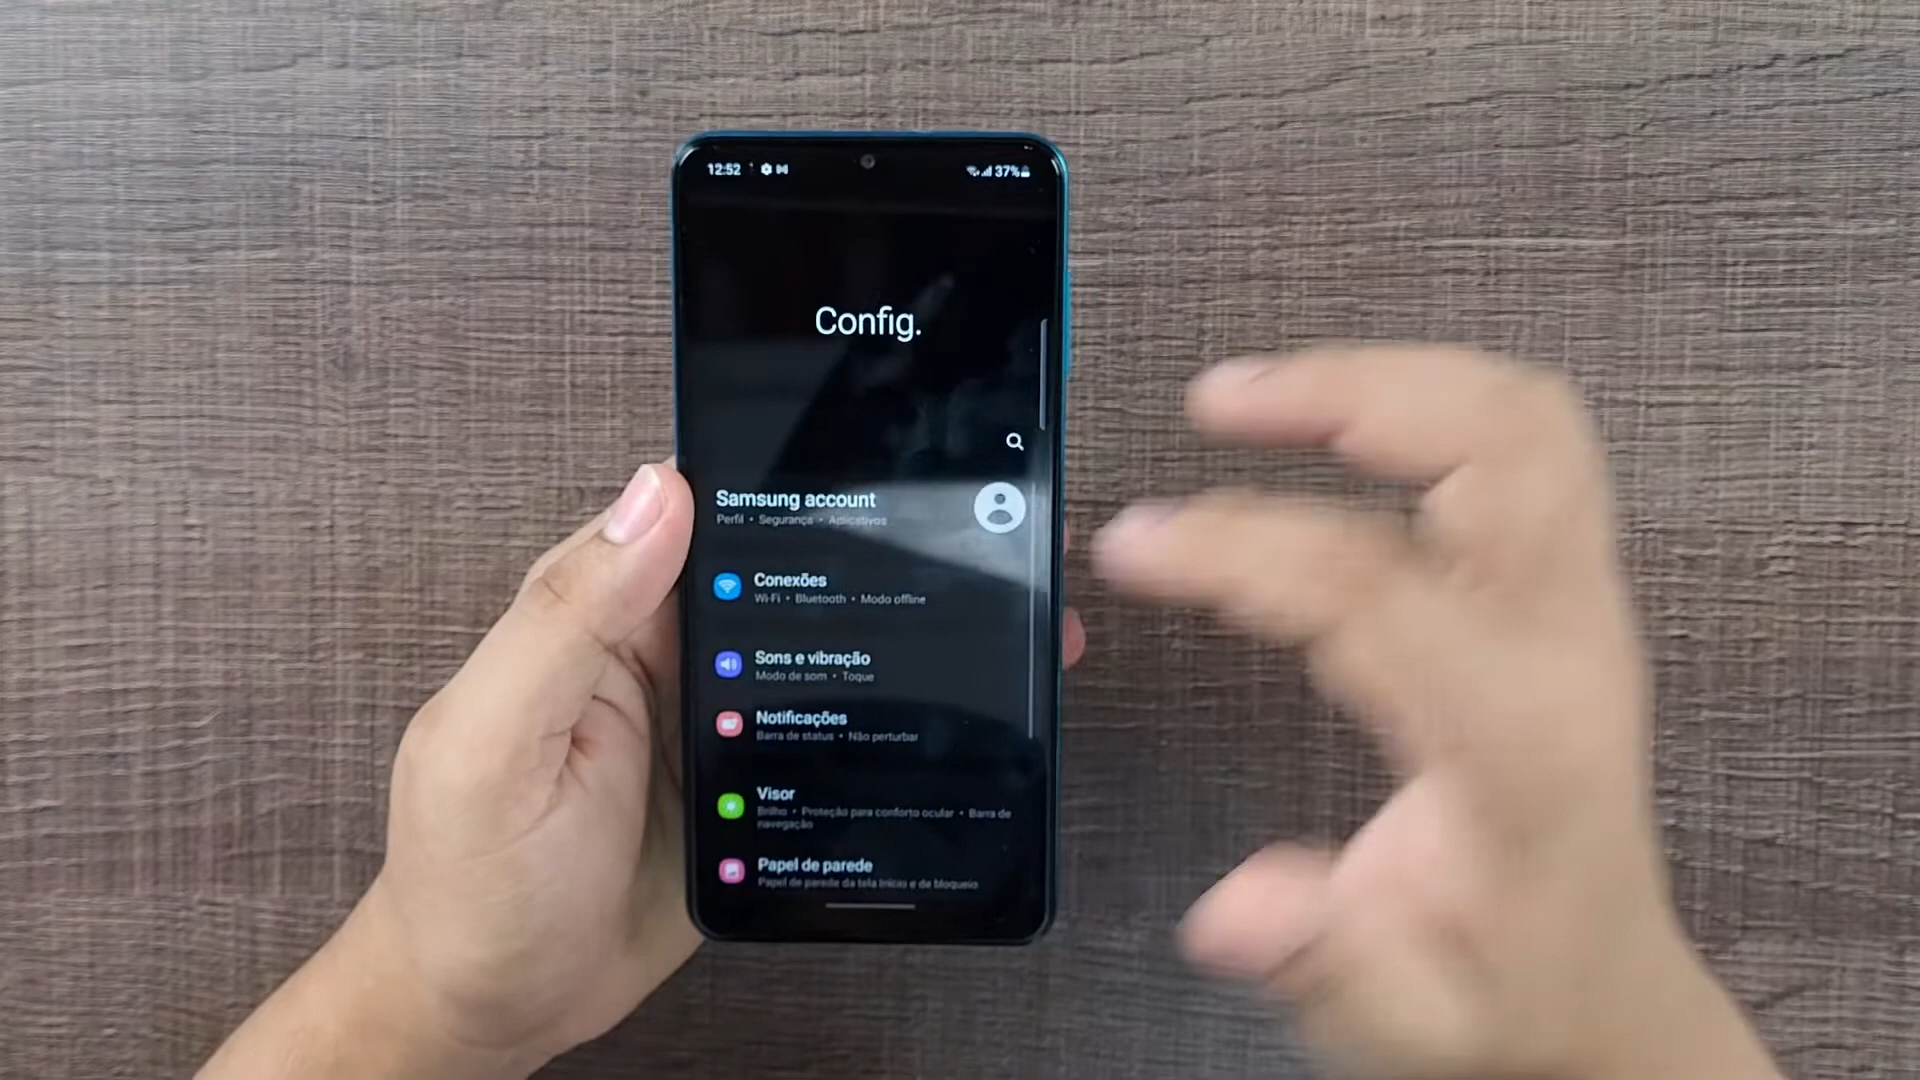 12:52
37%
Config.
Samsung account
Perfil • Segurança • Aplicativos
Conexões
Wi-Fi • Bluetooth • Modo offline
Sons e vibração
Modo de som • Toque
Notificações
Barra de status • Não perturbar
Visor
Brilho • Proteção para conforto ocular • Barra de
navegação
Papel de parede
Papel de parede da tela Inicas e de bloqueio